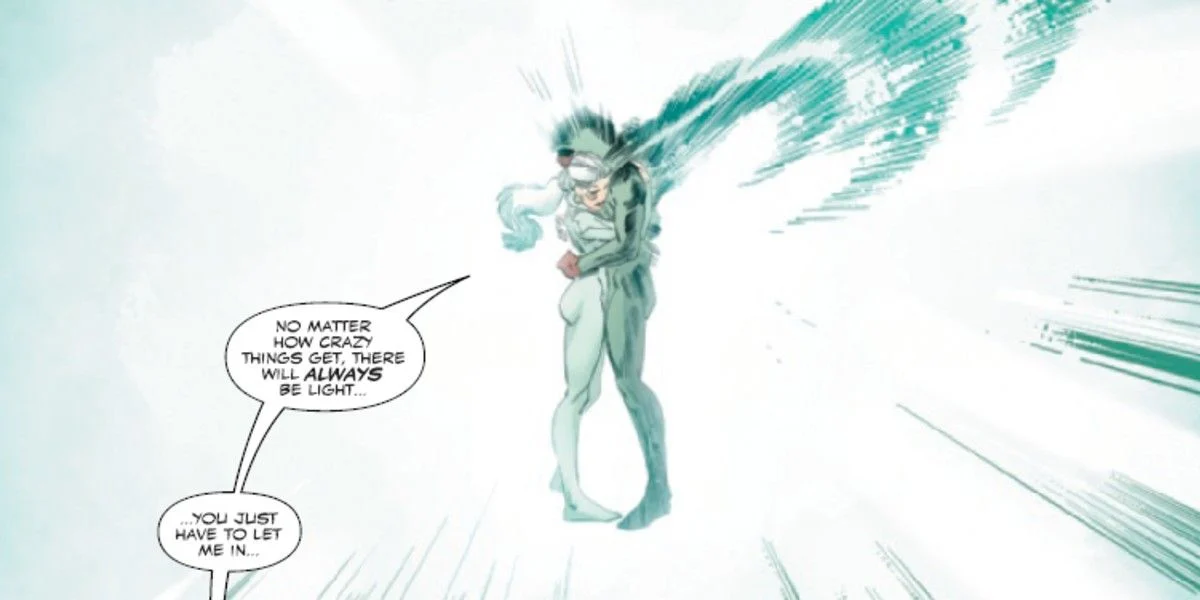 NO MATTER
HOW CRAZY
THINGS GET, THERE
WILL ALWAYS
BE LIGHT...
...YOU JUST
HAVE TO LET
ME IN...